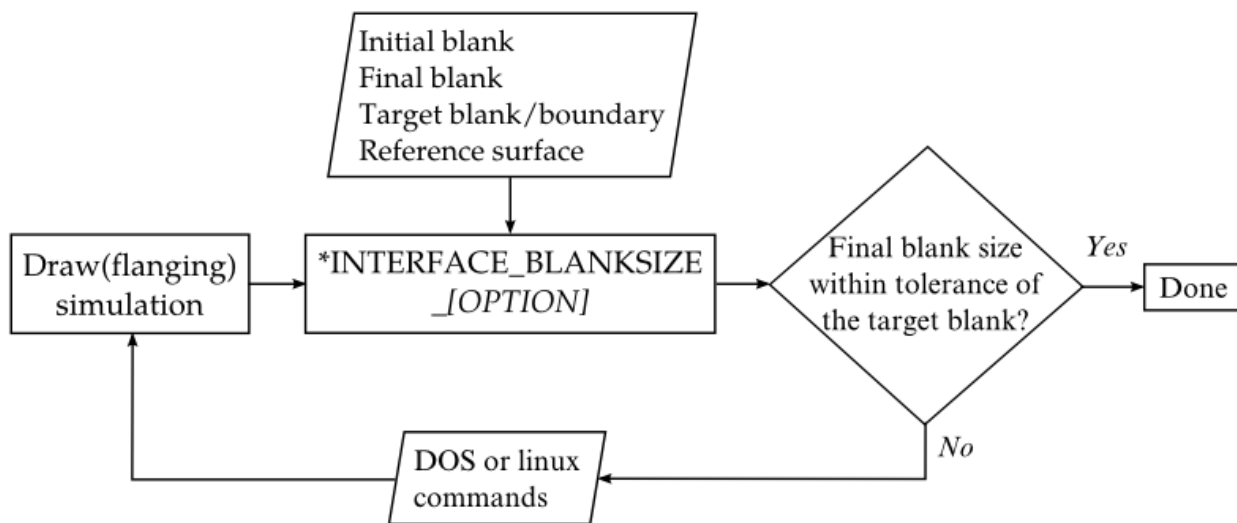 Initial blank
Final blank
Target blank/boundary
Reference surface
Draw(flanging)
simulation
*INTERFACE_BLANKSIZE
_[OPTION]
Final blank size
within tolerance of
the target blank?
Yes
Done
No
DOS or linux
commands